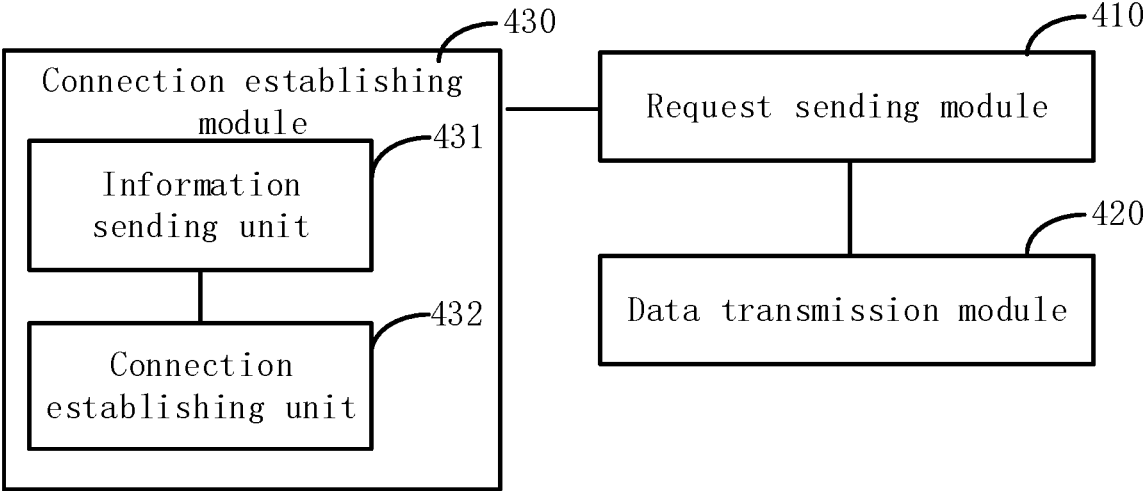 430
Connection establishing
module
431
Information
sending unit
432
Connection
establishing unit
410
Request sending module
420
Data transmission module